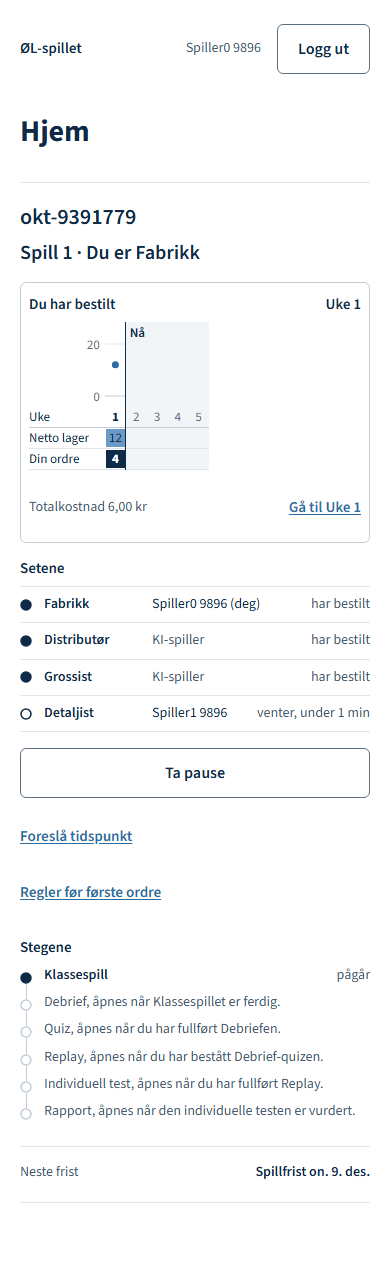 ØL-spillet Spiller0 9896 Logg ut
Hjem
okt-9391779
Spill 1 · Du er Fabrikk
Du har bestilt Uke 1
Nå
20
0
Uke 1 2 3 4 5
Netto lager 12
Din ordre 4
Totalkostnad 6,00 kr Gå til Uke 1
Setene
Fabrikk Spiller0 9896 (deg) har bestilt
Distributør KI-spiller har bestilt
Grossist KI-spiller har bestilt
Detaljist Spiller1 9896 venter, under 1 min
Ta pause
Foreslå tidspunkt
Regler før første ordre
Stegene
Klassespill pågår
Debrief, åpnes når Klassespillet er ferdig.
Quiz, åpnes når du har fullført Debriefen.
Replay, åpnes når du har bestått Debrief-quizen.
Individuell test, åpnes når du har fullført Replay.
Rapport, åpnes når den individuelle testen er vurdert.
Neste frist Spillfrist on. 9. des.